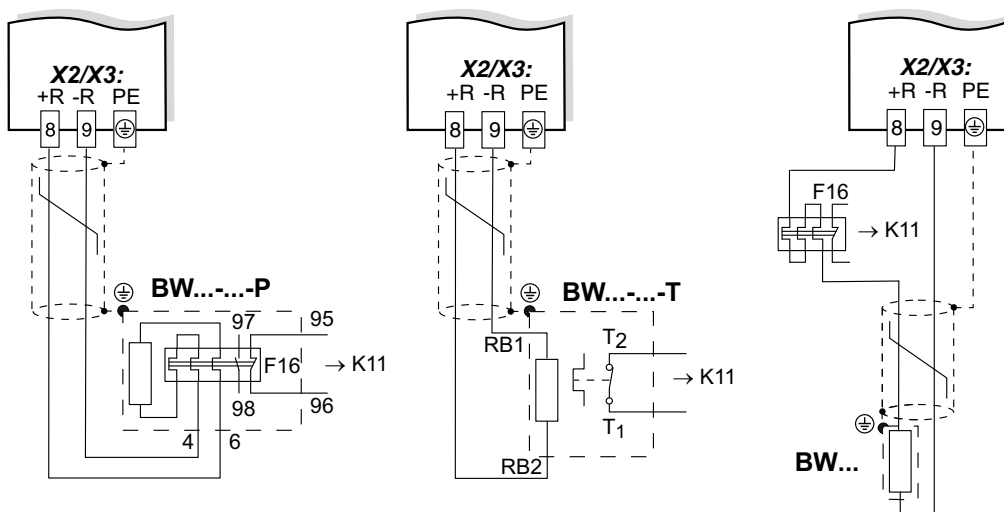 X2/X3:
+R -R PE
8 9
BW...-...-P
97 95
F16 → K11
98 96
4 6
X2/X3:
+R -R PE
8 9
BW...-...-T
RB1 T2
→ K11
T1
RB2
X2/X3:
+R -R PE
8 9
F16
→ K11
BW...